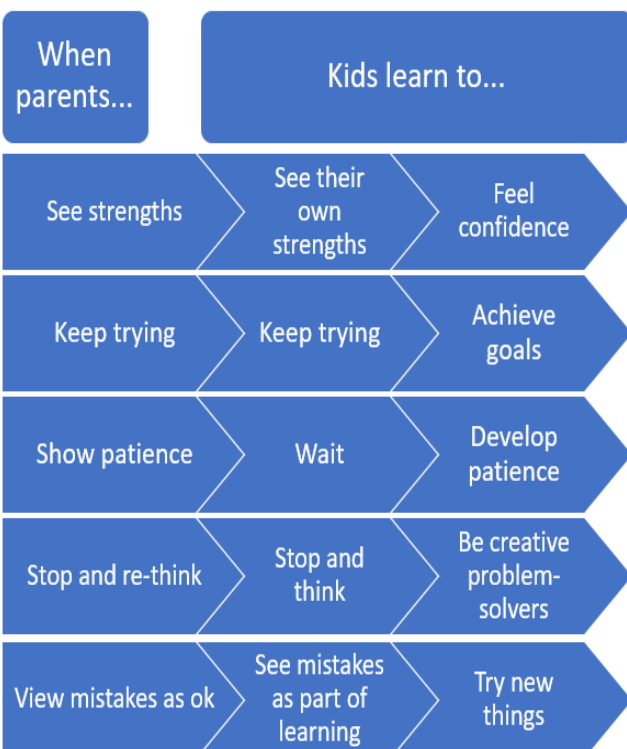 When
parents...
Kids learn to...
See strengths
See their
own
strengths
Feel
confidence
Keep trying
Keep trying
Achieve
goals
Show patience
Wait
Develop
patience
Stop and re-think
Stop and
think
Be creative
problem-
solvers
View mistakes as ok
See mistakes
as part of
learning
Try new
things